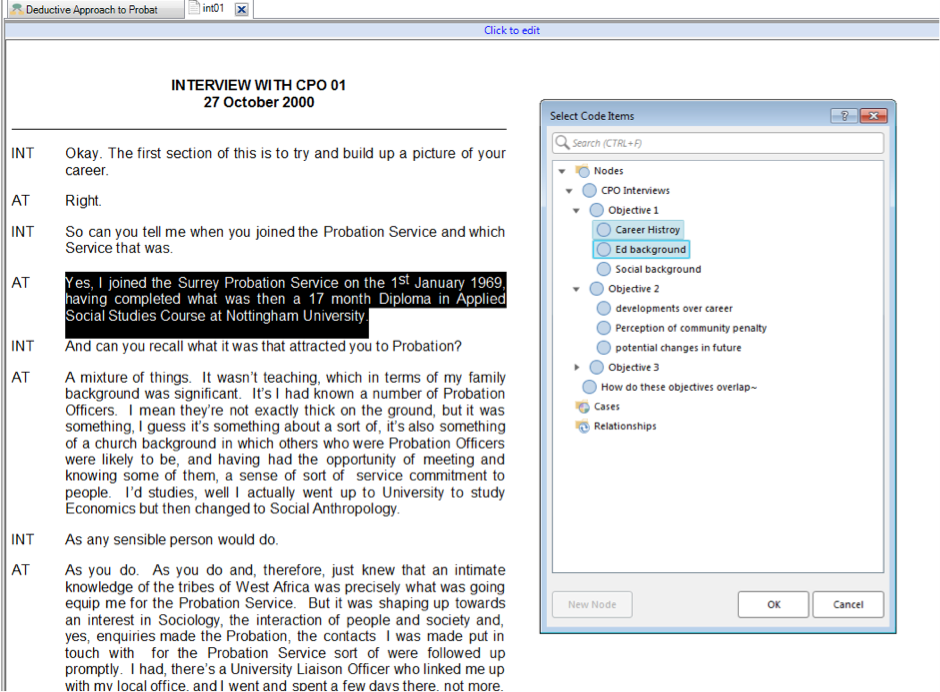 Deductive Approach to Probat
int01
Click to edit
INTERVIEW WITH CPO 01
27 October 2000
INT Okay. The first section of this is to try and build up a picture of your
career.
AT Right.
INT So can you tell me when you joined the Probation Service and which
Service that was.
AT Yes, I joined the Surrey Probation Service on the 1st January 1969,
having completed what was then a 17 month Diploma in Applied
Social Studies Course at Nottingham University.
INT And can you recall what it was that attracted you to Probation?
AT A mixture of things. It wasn't teaching, which in terms of my family
background was significant. It's I had known a number of Probation
Officers. I mean they're not exactly thick on the ground, but it was
something, I guess it's something about a sort of, it's also something
of a church background in which others who were Probation Officers
were likely to be, and having had the opportunity of meeting and
knowing some of them, a sense of sort of service commitment to
people. I'd studies, well I actually went up to University to study
Economics but then changed to Social Anthropology.
INT As any sensible person would do.
AT As you do. As you do and, therefore, just knew that an intimate
knowledge of the tribes of West Africa was precisely what was going
equip me for the Probation Service. But it was shaping up towards
an interest in Sociology, the interaction of people and society and,
yes, enquiries made the Probation, the contacts I was made put in
touch with for the Probation Service sort of were followed up
promptly. I had, there's a University Liaison Officer who linked me up
with my local office, and I went and spent a few days there, not more,
Select Code Items
Search (CTRL+F)
Nodes
CPO Interviews
Objective 1
Career Histroy
Ed background
Social background
Objective 2
developments over career
Perception of community penalty
potential changes in future
Objective 3
How do these objectives overlap~
Cases
Relationships
New Node
OK
Cancel